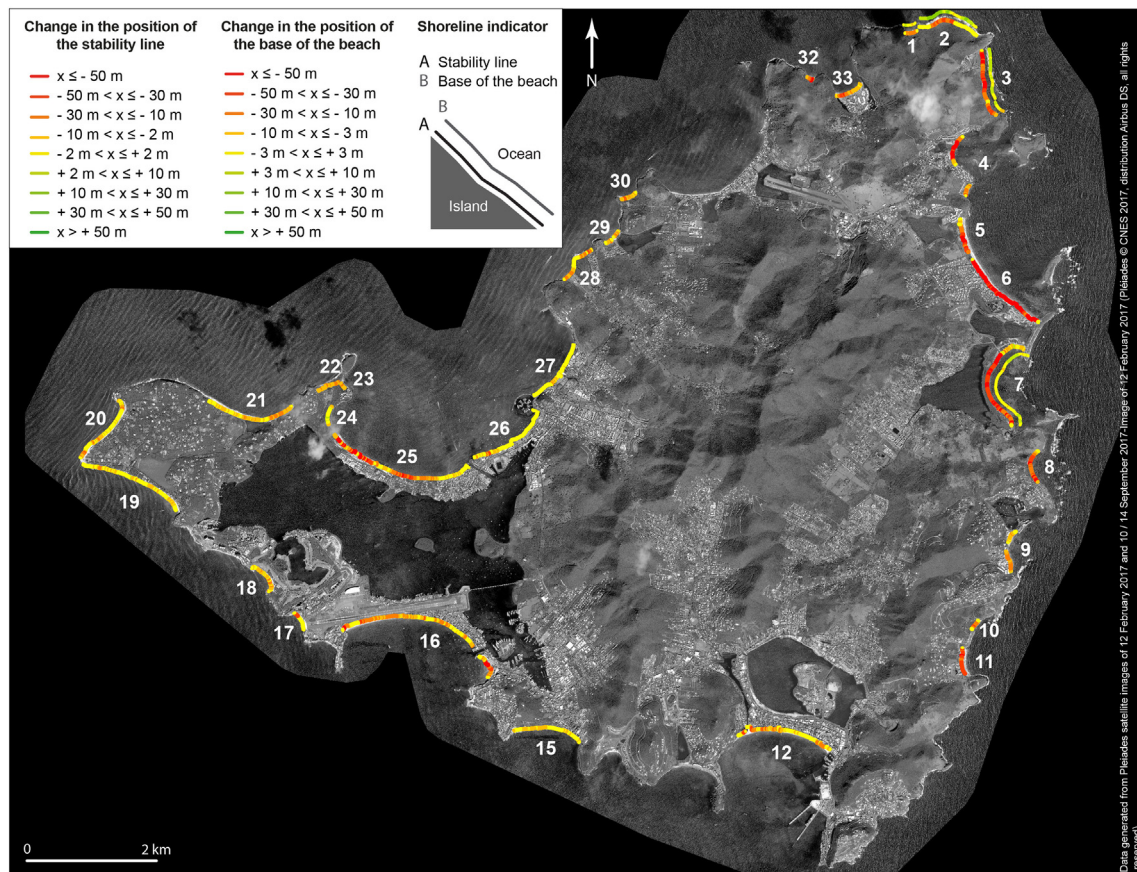 Change in the position of
the stability line
x ≤ - 50 m
- 50 m < x ≤ - 30 m
- 30 m < x ≤ - 10 m
- 10 m < x ≤ - 2 m
- 2 m < x ≤ + 2 m
+ 2 m < x ≤ + 10 m
+ 10 m < x ≤ + 30 m
+ 30 m < x ≤ + 50 m
x > + 50 m
Change in the position of
the base of the beach
x ≤ - 50 m
- 50 m < x ≤ - 30 m
- 30 m < x ≤ - 10 m
- 10 m < x ≤ - 3 m
- 3 m < x ≤ + 3 m
+ 3 m < x ≤ + 10 m
+ 10 m < x ≤ + 30 m
+ 30 m < x ≤ + 50 m
x > + 50 m
Shoreline indicator
A Stability line
B Base of the beach
B
A
Ocean
Island
N
1
2
32
33
3
4
30
5
29
28
6
27
22
23
7
20
21
24
26
25
8
19
9
18
17
16
10
11
15
12
0 2 km
Data generated from Pleiades satellite images of 12 February 2017 and 10 / 14 September 2017-Image of 12 February 2017 (Pléiades © CNES 2017, distribution Airbus DS, all rights
reserved)